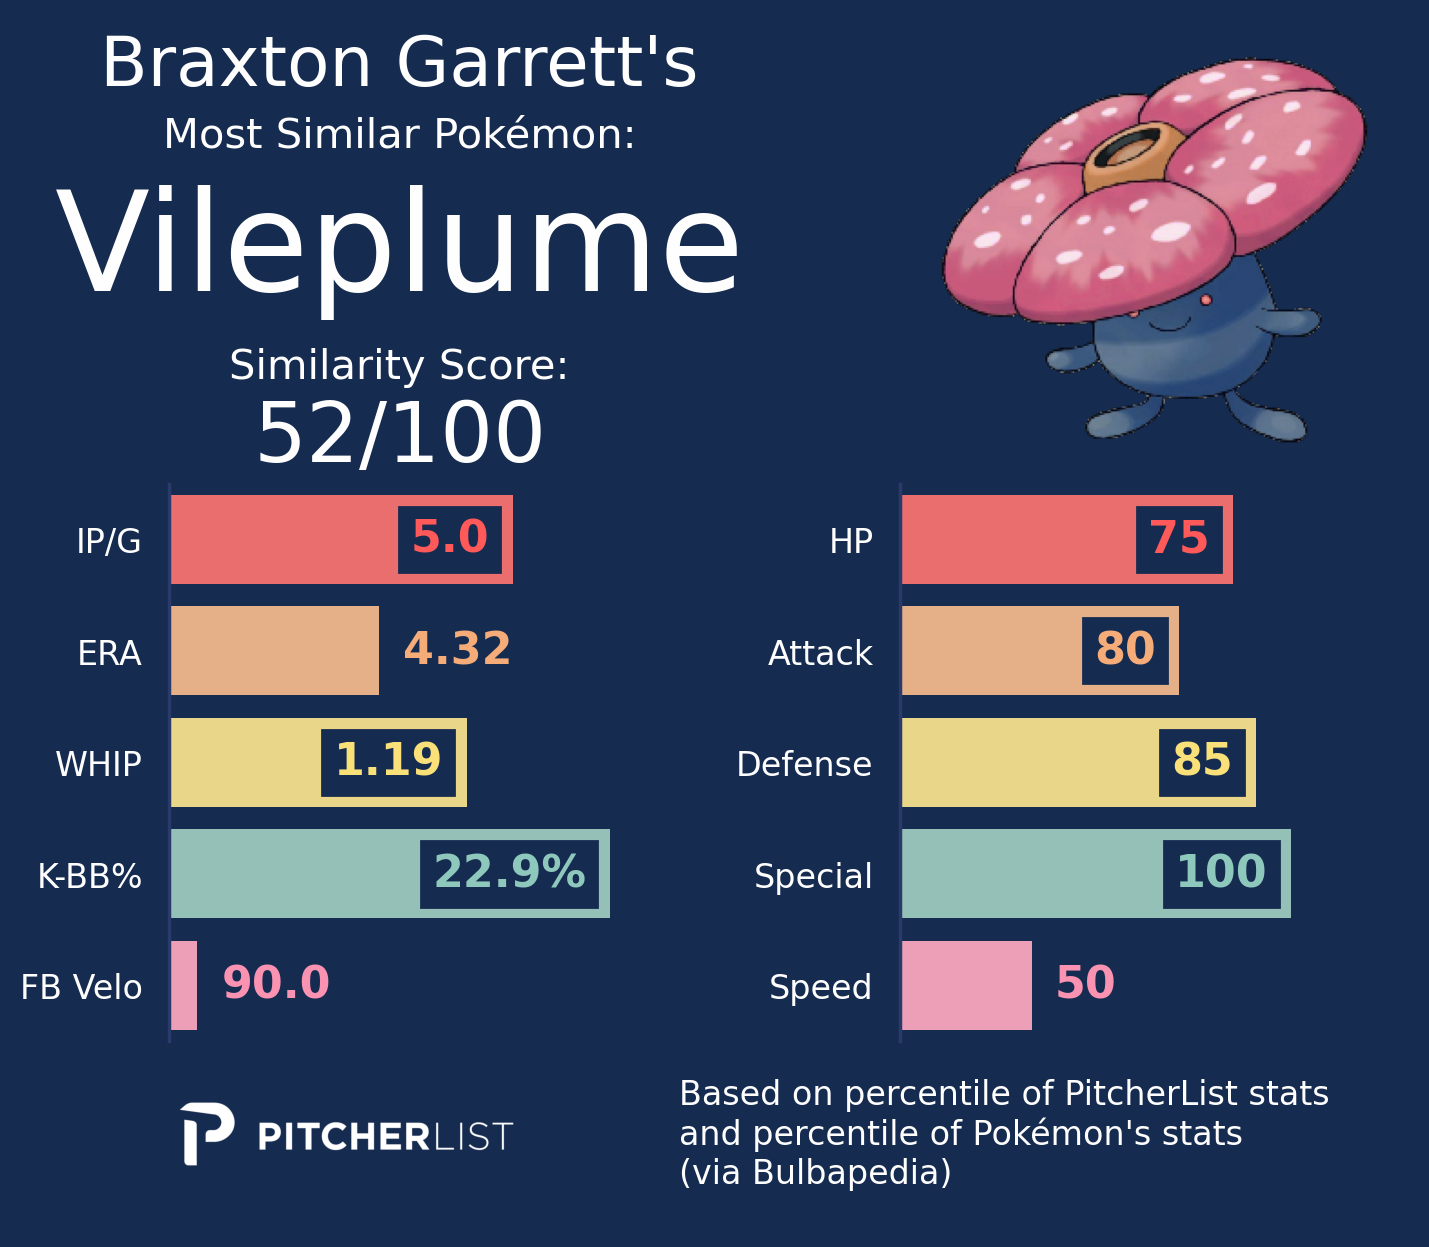 Braxton Garrett's
Most Similar Pokémon:
Vileplume
Similarity Score:
52/100
IP/G 5.0
ERA 4.32
WHIP 1.19
K-BB% 22.9%
FB Velo 90.0
HP 75
Attack 80
Defense 85
Special 100
Speed 50
PITCHERLIST
Based on percentile of PitcherList stats
and percentile of Pokémon's stats
(via Bulbapedia)